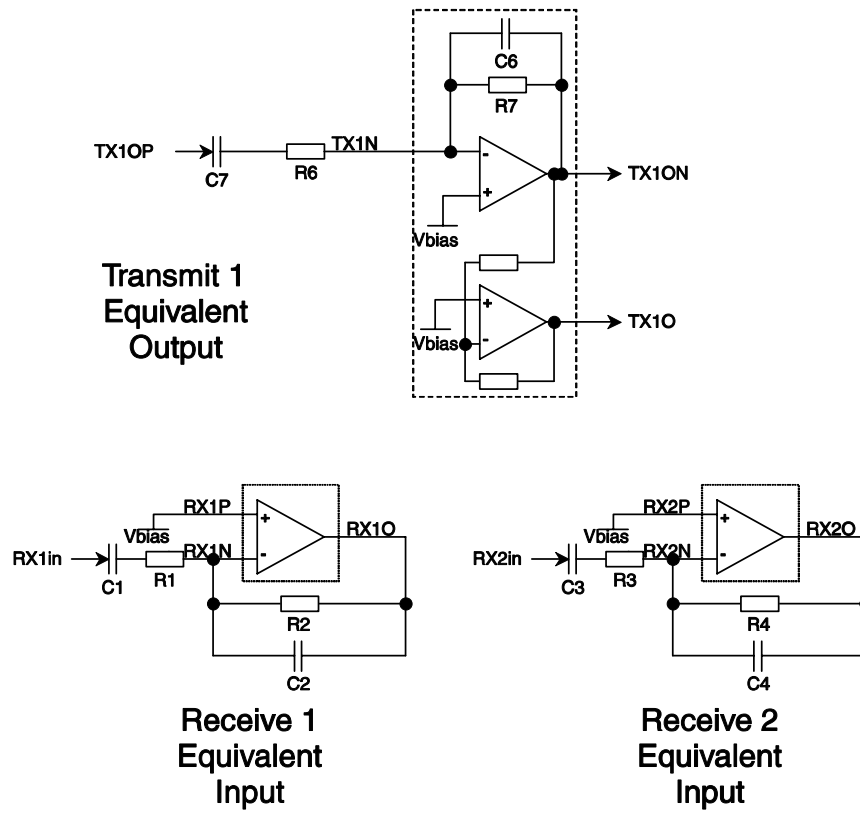 C6
R7
TX1OP
TX1N
C7
R6
-
+
TX1ON
Vbias
Transmit 1
Equivalent
Output
+
Vbias
-
TX1O
RX1P
Vbias
+
RX1O
RX1in
RX1N
-
C1
R1
R2
C2
Receive 1
Equivalent
Input
RX2P
Vbias
+
RX2O
RX2in
RX2N
-
C3
R3
R4
C4
Receive 2
Equivalent
Input